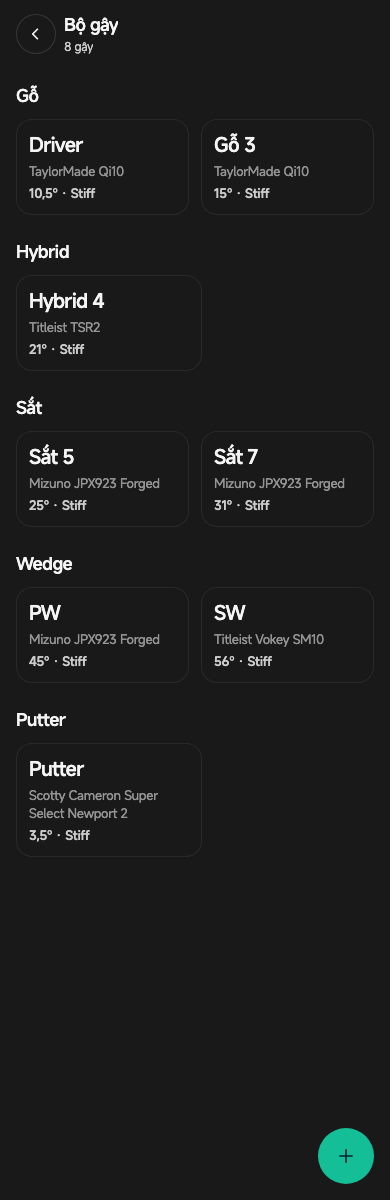 Bộ gậy
8 gậy
Gỗ
Driver
TaylorMade Qi10
10,5° · Stiff
Gỗ 3
TaylorMade Qi10
15° · Stiff
Hybrid
Hybrid 4
Titleist TSR2
21° · Stiff
Sắt
Sắt 5
Mizuno JPX923 Forged
25° · Stiff
Sắt 7
Mizuno JPX923 Forged
31° · Stiff
Wedge
PW
Mizuno JPX923 Forged
45° · Stiff
SW
Titleist Vokey SM10
56° · Stiff
Putter
Putter
Scotty Cameron Super
Select Newport 2
3,5° · Stiff